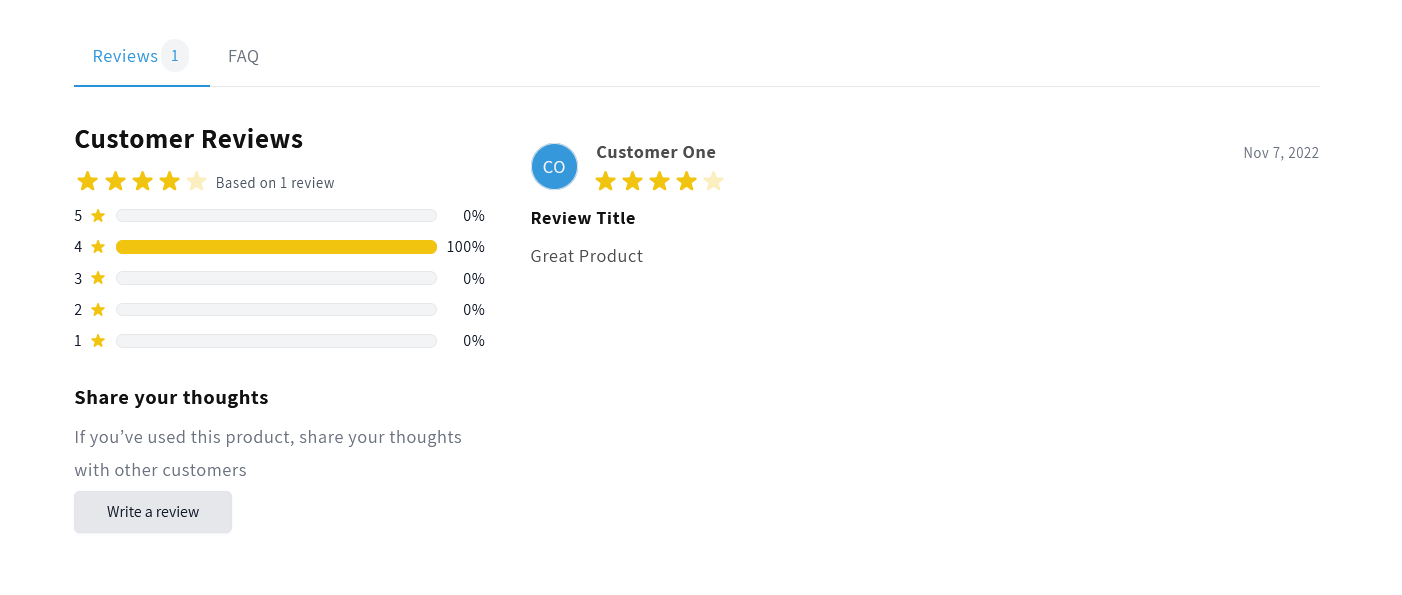 Reviews 1 FAQ
Customer Reviews
Based on 1 review
5 0%
4 100%
3 0%
2 0%
1 0%
Share your thoughts
If you’ve used this product, share your thoughts
with other customers
Write a review
CO
Customer One
Nov 7, 2022
Review Title
Great Product